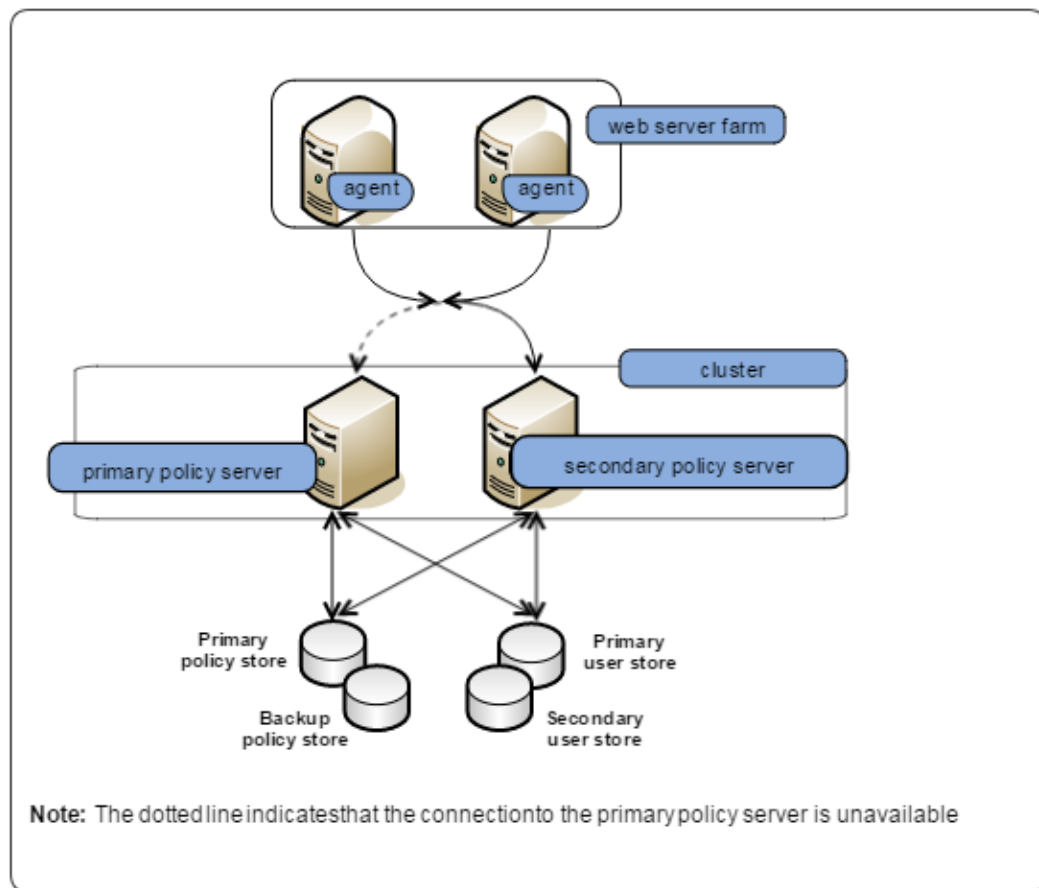 web server farm
agent
agent
cluster
primary policy server
secondary policy server
Primary
policy store
Primary
user store
Backup
policy store
Secondary
user store
Note: The dotted line indicatesthat the connectionto the primary policy server is unavailable